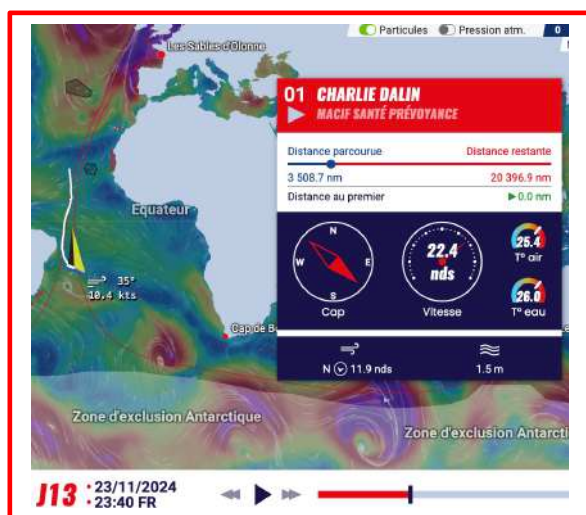 Particules Pression atm. 0
Les Sables d'Olonne
01 CHARLIE DALIN
MACIF SANTÉ PRÉVOYANCE
Distance parcourue Distance restante
3 508.7 nm 20 396.9 nm
Distance au premier 0.0 nm
Equateur
N
W E
S
Cap
22.4
nds
Vitesse
26.4
T° air
26.0
T° eau
35°
10.4 kts
Cap de B
N 11.9 nds 1.5 m
Zone d'exclusion Antarctique
Zone d'exclusion Antarcti
J13 23/11/2024
23:40 FR